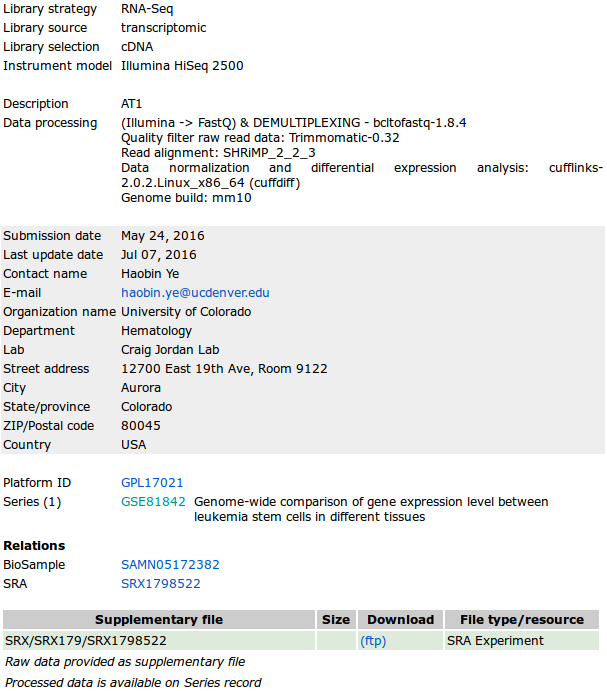 Library strategy RNA-Seq
Library source transcriptomic
Library selection cDNA
Instrument model Illumina HiSeq 2500
Description AT1
Data processing (Illumina -> FastQ) & DEMULTIPLEXING - bcltofastq-1.8.4
Quality filter raw read data: Trimmomatic-0.32
Read alignment: SHRiMP_2_2_3
Data normalization and differential expression analysis: cufflinks-
2.0.2.Linux_x86_64 (cuffdiff)
Genome build: mm10
Submission date May 24, 2016
Last update date Jul 07, 2016
Contact name Haobin Ye
E-mail haobin.ye@ucdenver.edu
Organization name University of Colorado
Department Hematology
Lab Craig Jordan Lab
Street address 12700 East 19th Ave, Room 9122
City Aurora
State/province Colorado
ZIP/Postal code 80045
Country USA
Platform ID GPL17021
Series (1) GSE81842 Genome-wide comparison of gene expression level between
leukemia stem cells in different tissues
Relations
BioSample SAMN05172382
SRA SRX1798522
Supplementary file Size Download File type/resource
SRX/SRX179/SRX1798522 (ftp) SRA Experiment
Raw data provided as supplementary file
Processed data is available on Series record